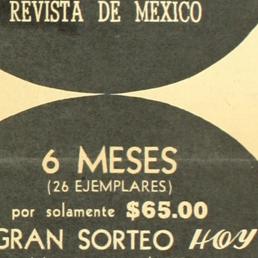 REVISTA DE MEXICO
6 MESES
(26 EJEMPLARES)
por solamente $65.00
GRAN SORTEO HOY